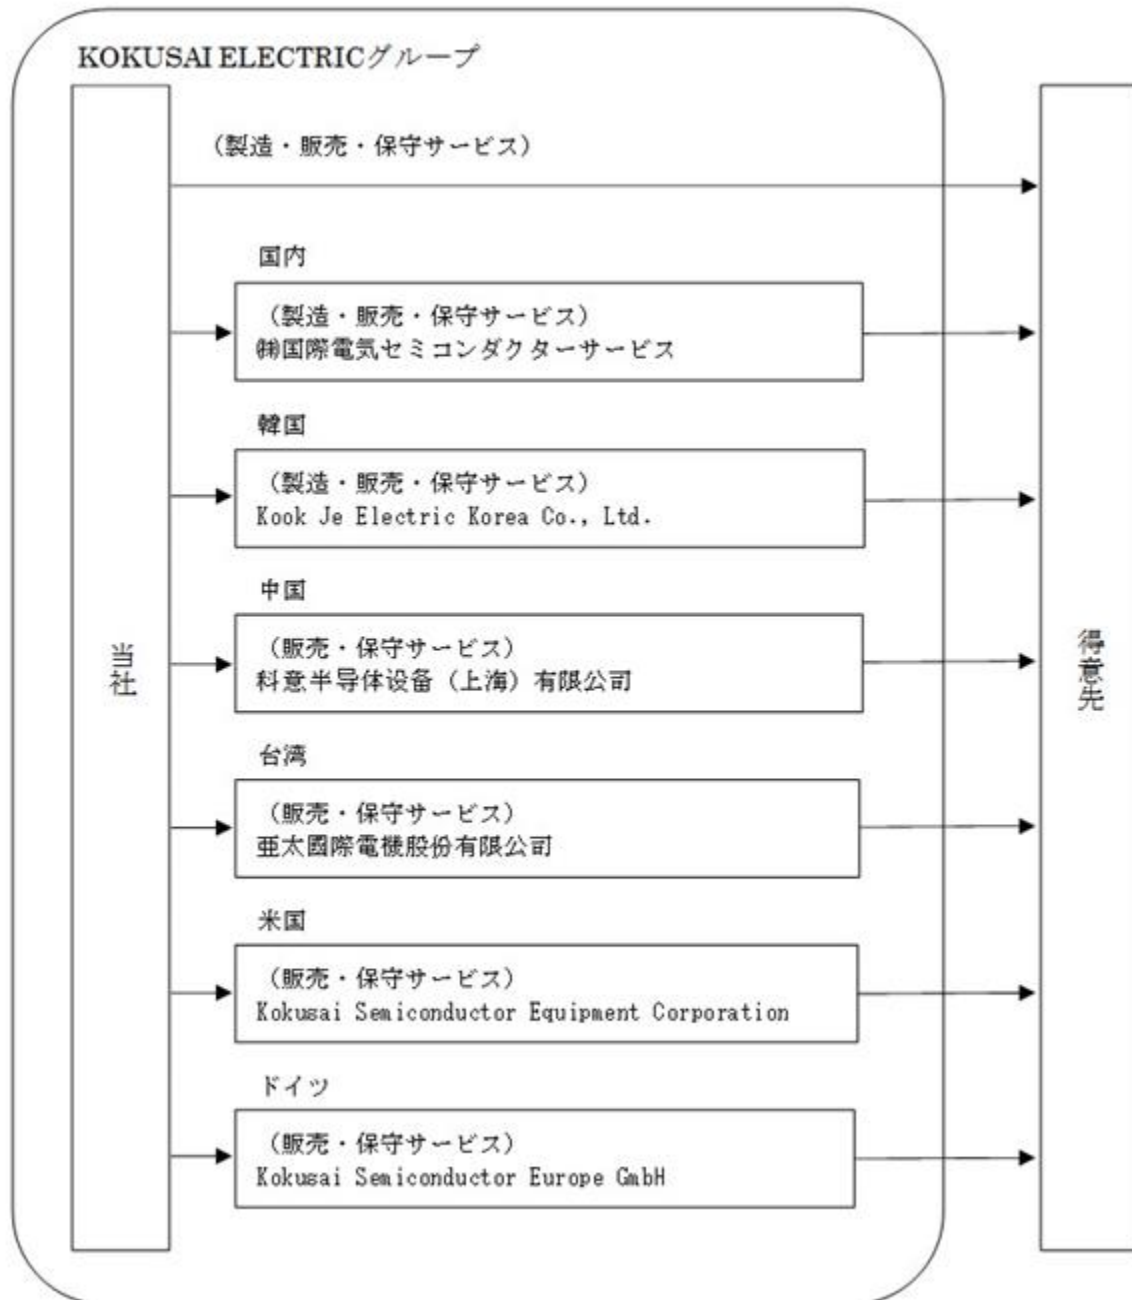 KOKUSAI ELECTRICグループ
（製造・販売・保守サービス）
国内
（製造・販売・保守サービス）
㈱国際電気セミコンダクターサービス
韓国
（製造・販売・保守サービス）
Kook Je Electric Korea Co., Ltd.
中国
（販売・保守サービス）
科意半导体设备（上海）有限公司
台湾
（販売・保守サービス）
亜太國際電機股份有限公司
米国
（販売・保守サービス）
Kokusai Semiconductor Equipment Corporation
ドイツ
（販売・保守サービス）
Kokusai Semiconductor Europe GmbH
当社
得意先